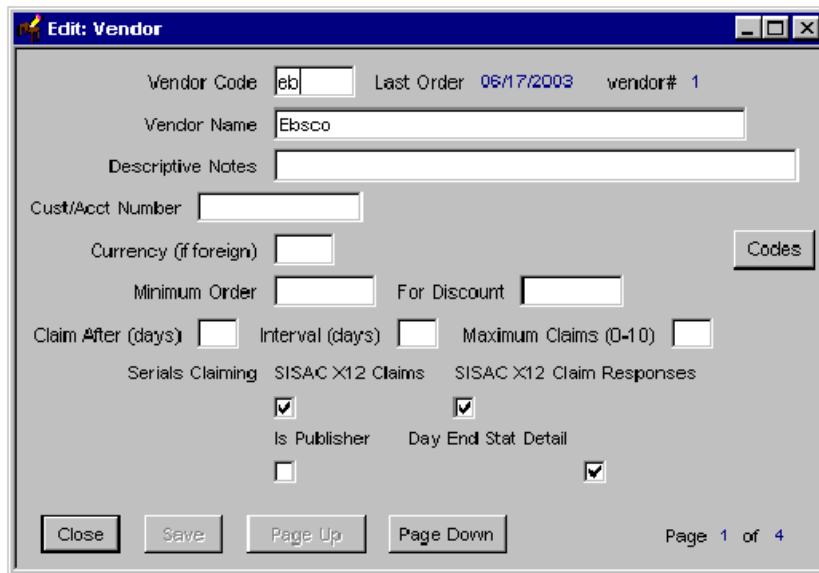 Edit: Vendor
Vendor Code eb Last Order 06/17/2003 vendor# 1
Vendor Name Ebsco
Descriptive Notes
Cust/Acct Number
Currency (if foreign) Codes
Minimum Order For Discount
Claim After (days) Interval (days) Maximum Claims (0-10)
Serials Claiming SISAC X12 Claims SISAC X12 Claim Responses
Is Publisher Day End Stat Detail
Close Save Page Up Page Down Page 1 of 4